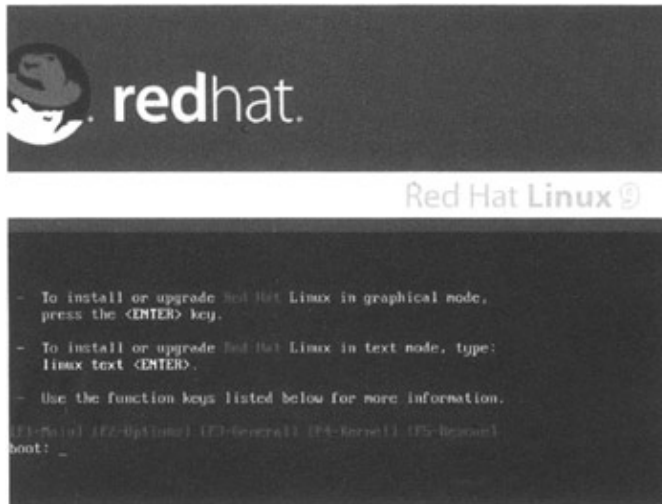 redhat.
Red Hat Linux 9
- To install or upgrade Red Hat Linux in graphical mode,
press the <ENTER> key.
- To install or upgrade Red Hat Linux in text mode, type:
linux text <ENTER>.
- Use the function keys listed below for more information.
[F1-Main] [F2-Options] [F3-General] [F4-Kernel] [F5-Rescue]
boot: _